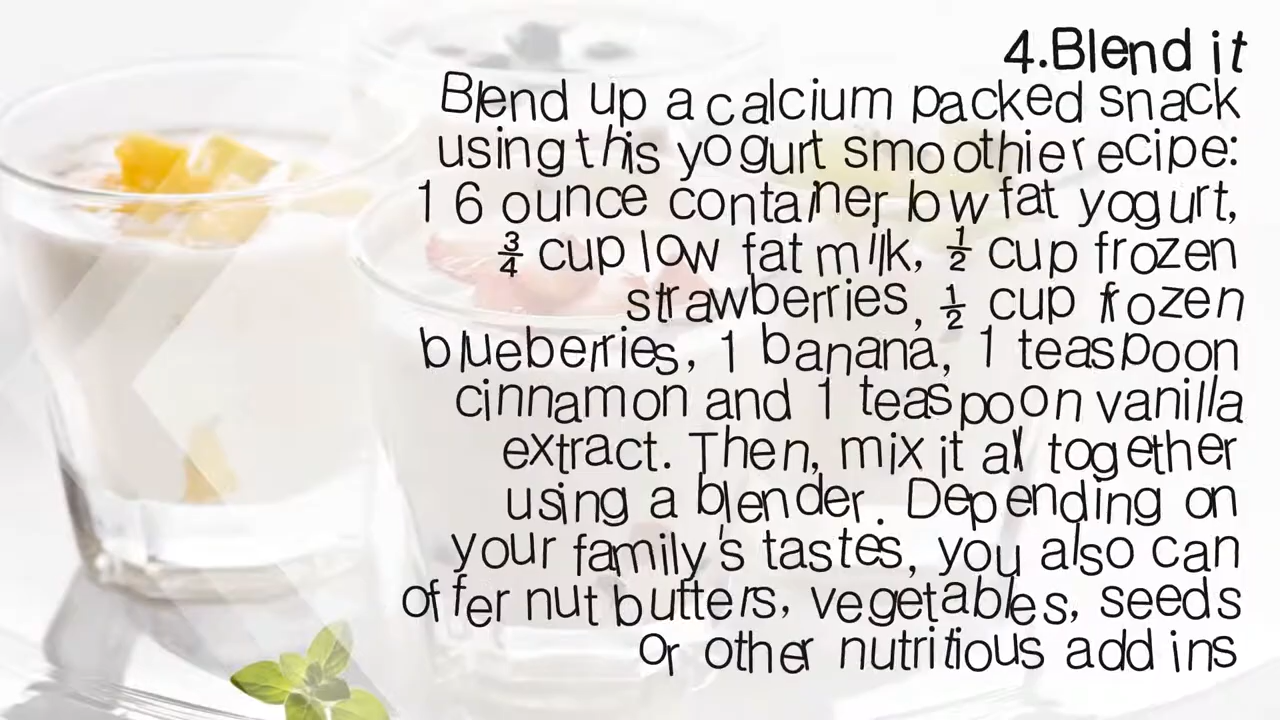 4.Blend it
Blend up a calcium packed snack
using this yogurt smoothie recipe:
1 6 ounce container low fat yogurt,
¾ cup low fat milk, ½ cup frozen
strawberries, ½ cup frozen
blueberries, 1 banana, 1 teaspoon
cinnamon and 1 teaspoon vanilla
extract. Then, mix it all together
using a blender. Depending on
your family's tastes, you also can
offer nut butters, vegetables, seeds
or other nutritious add ins